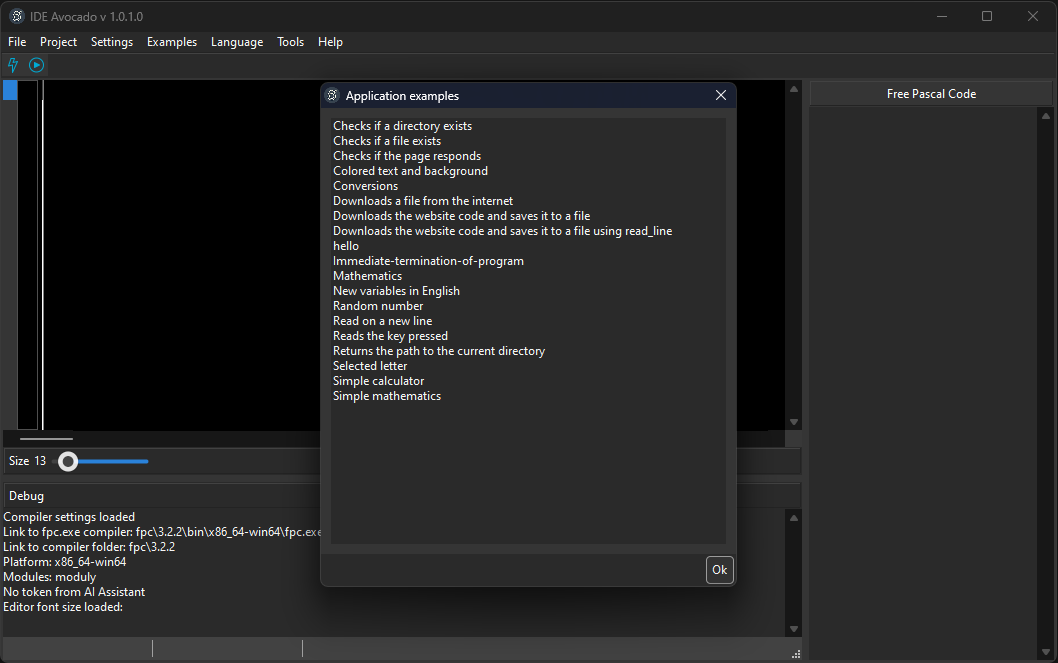 IDE Avocado v 1.0.1.0
File Project Settings Examples Language Tools Help
Application examples
Free Pascal Code
Checks if a directory exists
Checks if a file exists
Checks if the page responds
Colored text and background
Conversions
Downloads a file from the internet
Downloads the website code and saves it to a file
Downloads the website code and saves it to a file using read_line
hello
Immediate-termination-of-program
Mathematics
New variables in English
Random number
Read on a new line
Reads the key pressed
Returns the path to the current directory
Selected letter
Simple calculator
Simple mathematics
Ok
Size 13
Debug
Compiler settings loaded
Link to fpc.exe compiler: fpc\3.2.2\bin\x86_64-win64\fpc.exe
Link to compiler folder: fpc\3.2.2
Platform: x86_64-win64
Modules: moduly
No token from AI Assistant
Editor font size loaded: